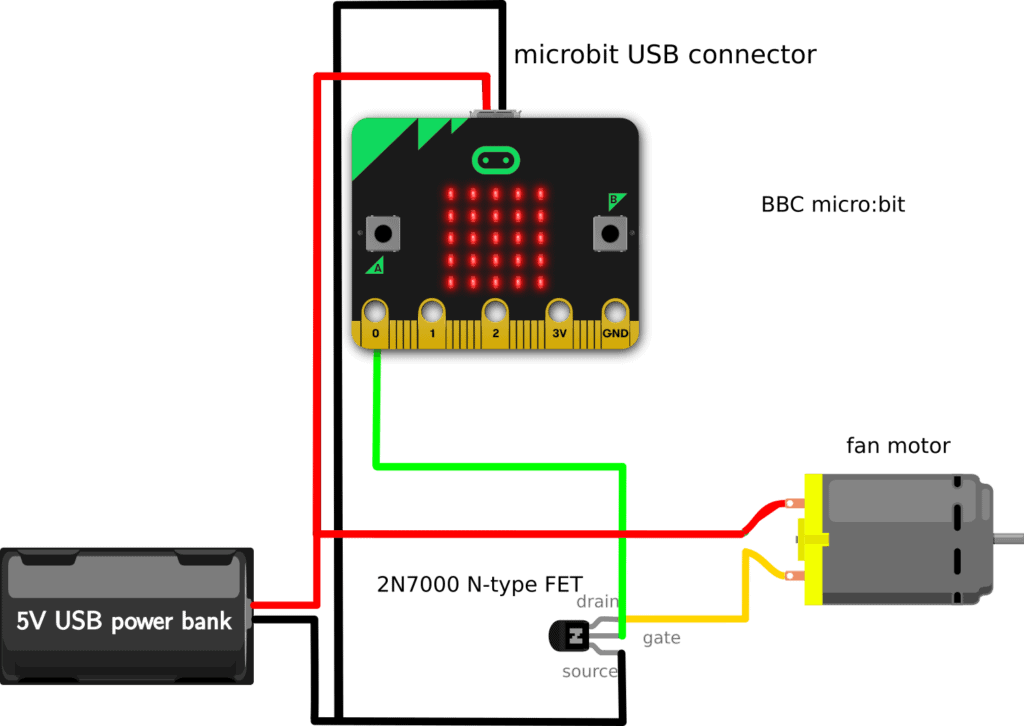 microbit USB connector
BBC micro:bit
B
A
0 1 2 3V GND
fan motor
2N7000 N-type FET
drain
5V USB power bank
N
gate
source